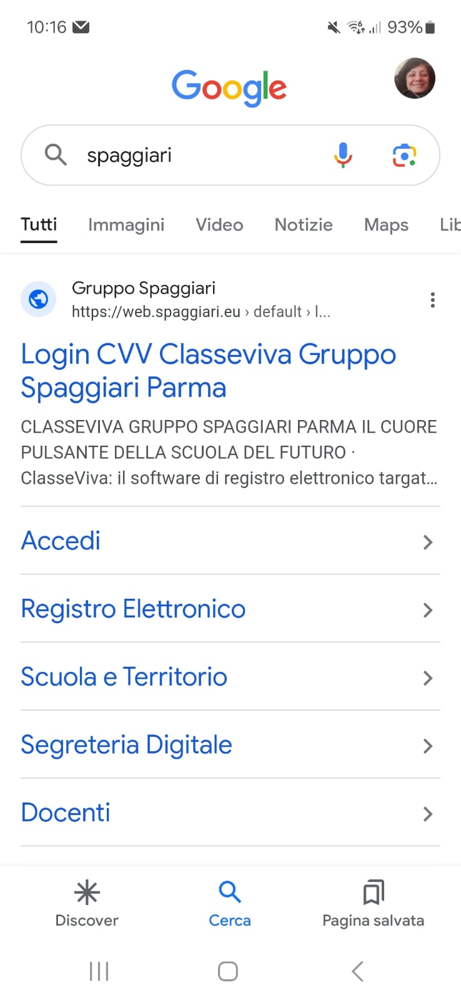 10:16 93%
Google
spaggiari
Tutti Immagini Video Notizie Maps Lib
Gruppo Spaggiari
https://web.spaggiari.eu › default › l...
Login CVV Classeviva Gruppo
Spaggiari Parma
CLASSEVIVA GRUPPO SPAGGIARI PARMA IL CUORE
PULSANTE DELLA SCUOLA DEL FUTURO ·
ClasseViva: il software di registro elettronico targat...
Accedi
Registro Elettronico
Scuola e Territorio
Segreteria Digitale
Docenti
Discover Cerca Pagina salvata